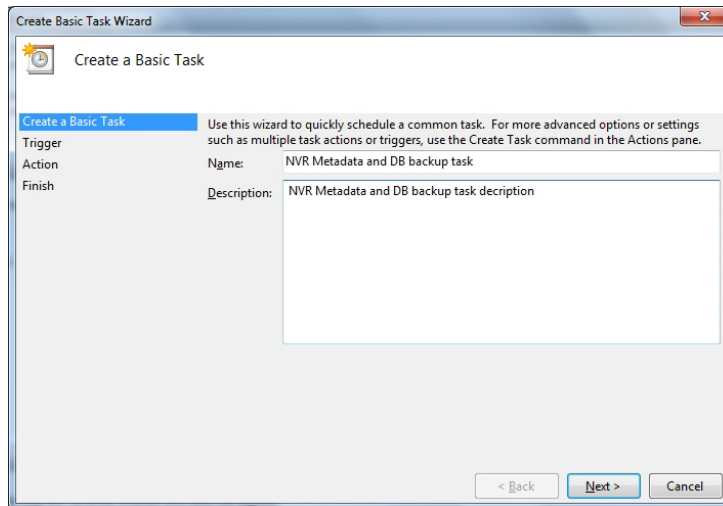 Create Basic Task Wizard
Create a Basic Task
Create a Basic Task
Trigger
Action
Finish
Use this wizard to quickly schedule a common task. For more advanced options or settings
such as multiple task actions or triggers, use the Create Task command in the Actions pane.
Name: NVR Metadata and DB backup task
Description: NVR Metadata and DB backup task decription
< Back Next > Cancel